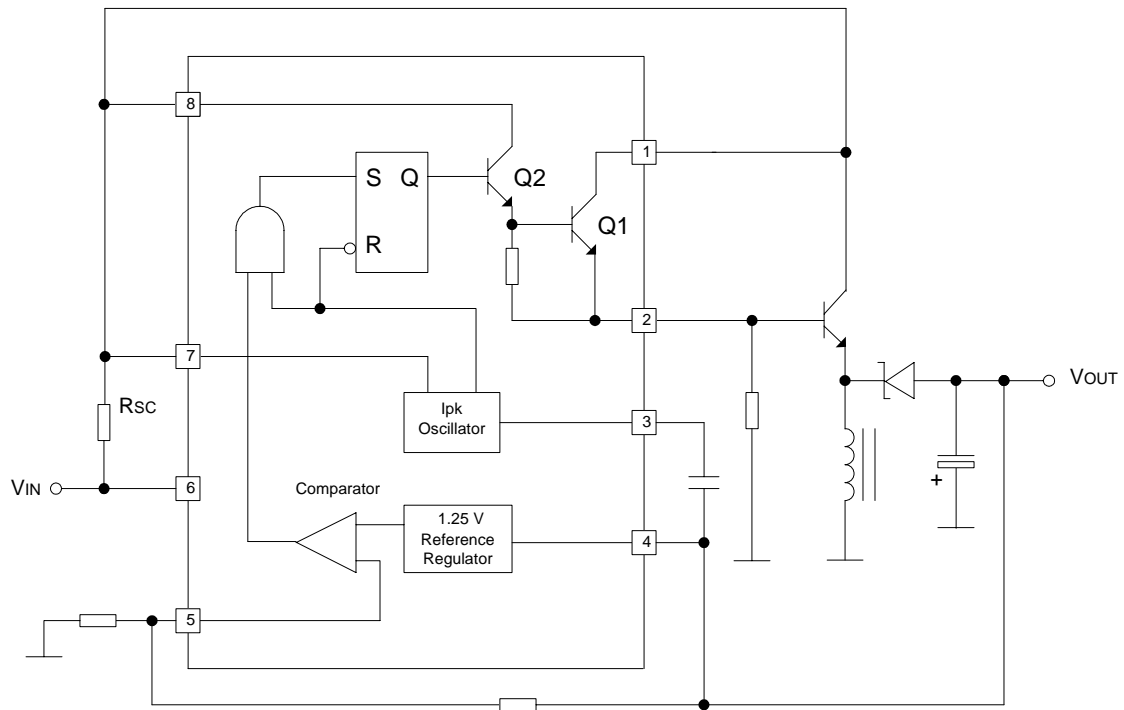 8
1
S Q
Q2
R
Q1
2
7
RSC
Ipk
Oscillator
3
VOUT
VIN
6
Comparator
1.25 V
Reference
Regulator
4
+
5